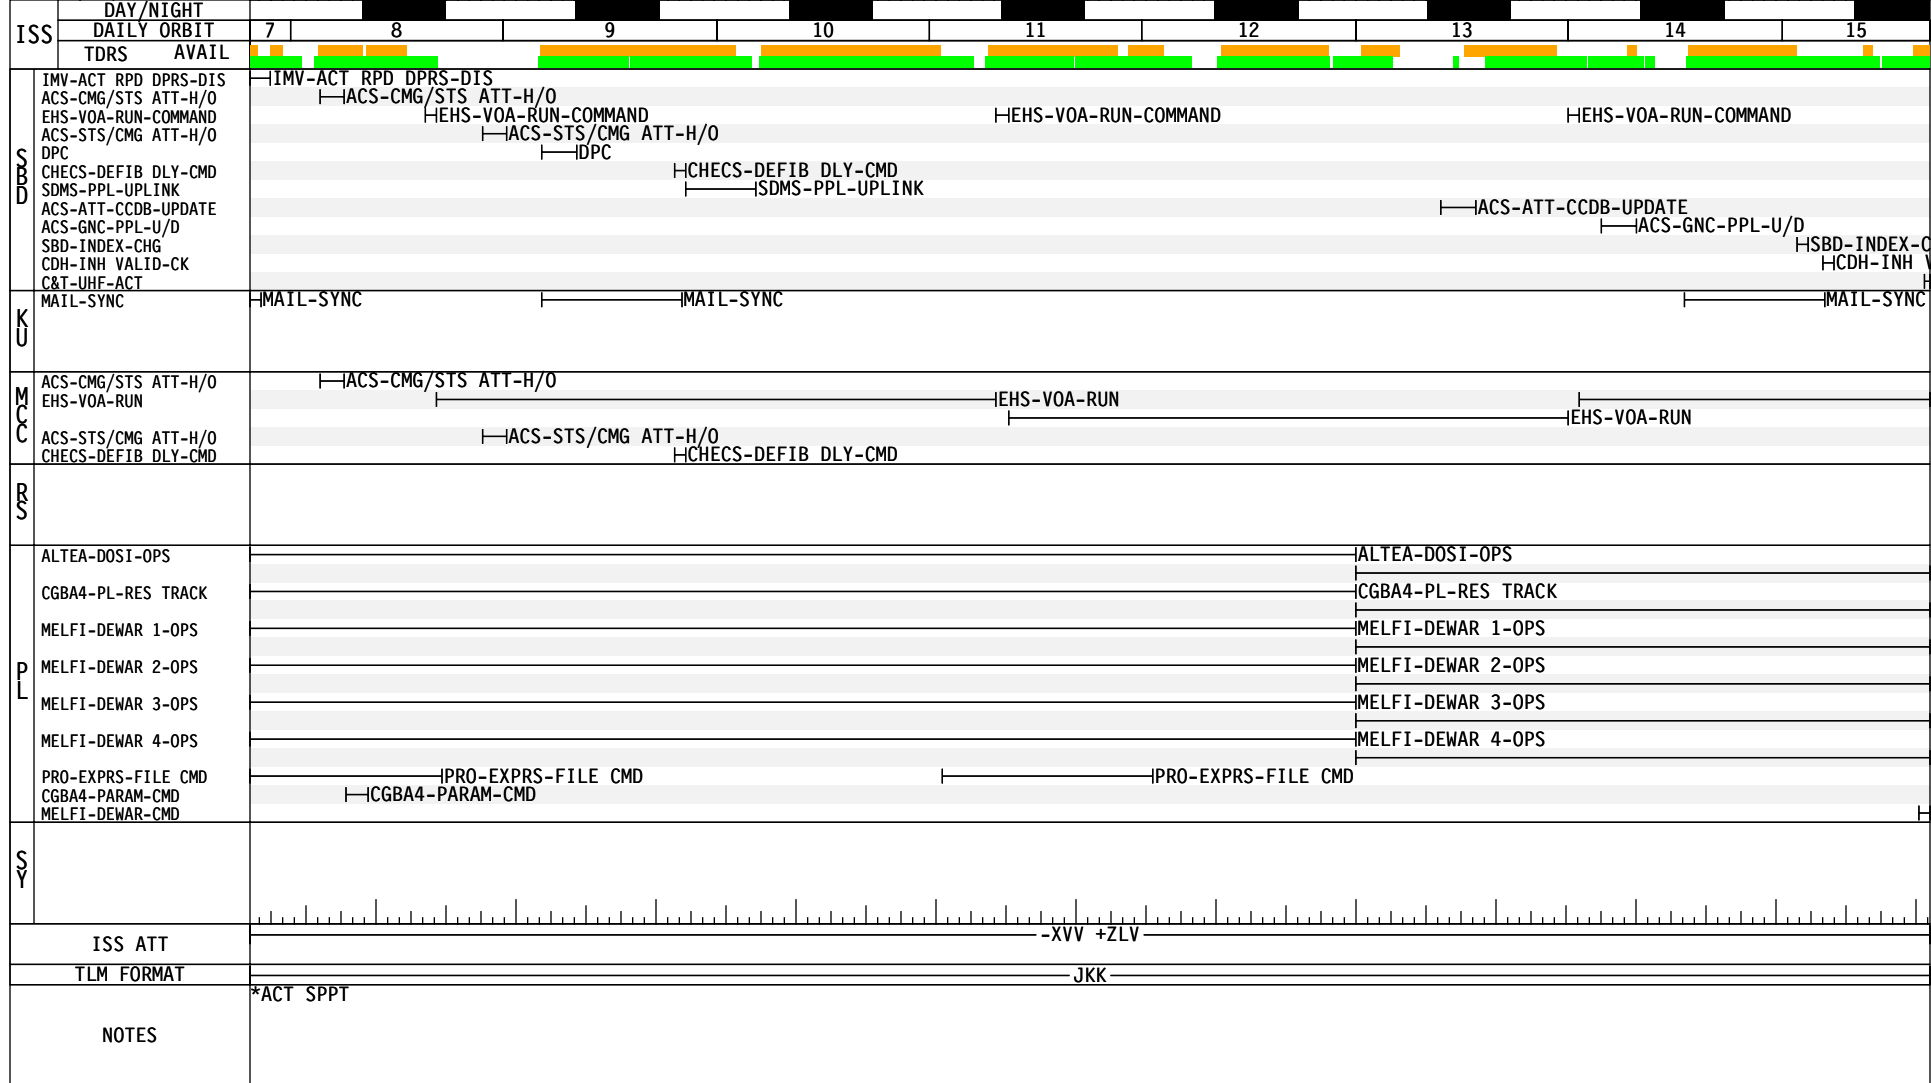 ISS
DAY/NIGHT
DAILY ORBIT 7 8 9 10 11 12 13 14 15
TDRS AVAIL
SBD
IMV-ACT RPD DPRS-DIS IMV-ACT RPD DPRS-DIS
ACS-CMG/STS ATT-H/O ACS-CMG/STS ATT-H/O
EHS-VOA-RUN-COMMAND EHS-VOA-RUN-COMMAND EHS-VOA-RUN-COMMAND EHS-VOA-RUN-COMMAND
ACS-STS/CMG ATT-H/O ACS-STS/CMG ATT-H/O
DPC DPC
CHECS-DEFIB DLY-CMD CHECS-DEFIB DLY-CMD
SDMS-PPL-UPLINK SDMS-PPL-UPLINK
ACS-ATT-CCDB-UPDATE ACS-ATT-CCDB-UPDATE
ACS-GNC-PPL-U/D ACS-GNC-PPL-U/D
SBD-INDEX-CHG SBD-INDEX-C
CDH-INH VALID-CK CDH-INH V
C&T-UHF-ACT
KU
MAIL-SYNC MAIL-SYNC MAIL-SYNC MAIL-SYNC
MCC
ACS-CMG/STS ATT-H/O ACS-CMG/STS ATT-H/O
EHS-VOA-RUN EHS-VOA-RUN
EHS-VOA-RUN
ACS-STS/CMG ATT-H/O ACS-STS/CMG ATT-H/O
CHECS-DEFIB DLY-CMD CHECS-DEFIB DLY-CMD
RS
PL
ALTEA-DOSI-OPS ALTEA-DOSI-OPS
CGBA4-PL-RES TRACK CGBA4-PL-RES TRACK
MELFI-DEWAR 1-OPS MELFI-DEWAR 1-OPS
MELFI-DEWAR 2-OPS MELFI-DEWAR 2-OPS
MELFI-DEWAR 3-OPS MELFI-DEWAR 3-OPS
MELFI-DEWAR 4-OPS MELFI-DEWAR 4-OPS
PRO-EXPRS-FILE CMD PRO-EXPRS-FILE CMD PRO-EXPRS-FILE CMD
CGBA4-PARAM-CMD CGBA4-PARAM-CMD
MELFI-DEWAR-CMD
SY
ISS ATT -XVV +ZLV
TLM FORMAT JKK
*ACT SPPT
NOTES